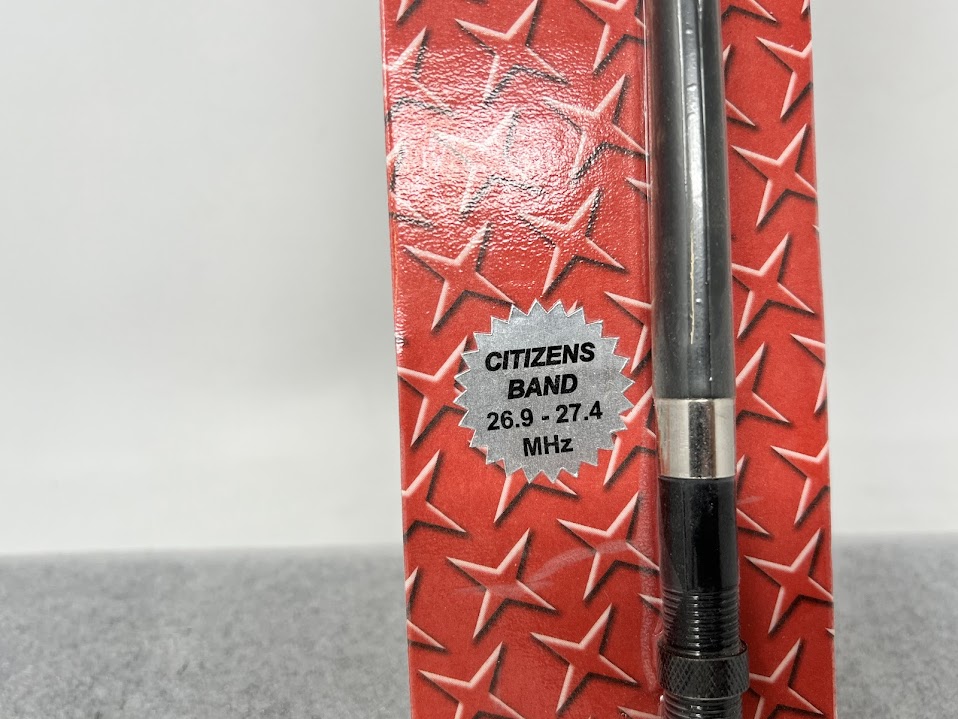 CITIZENS
BAND
26.9 - 27.4
MHz